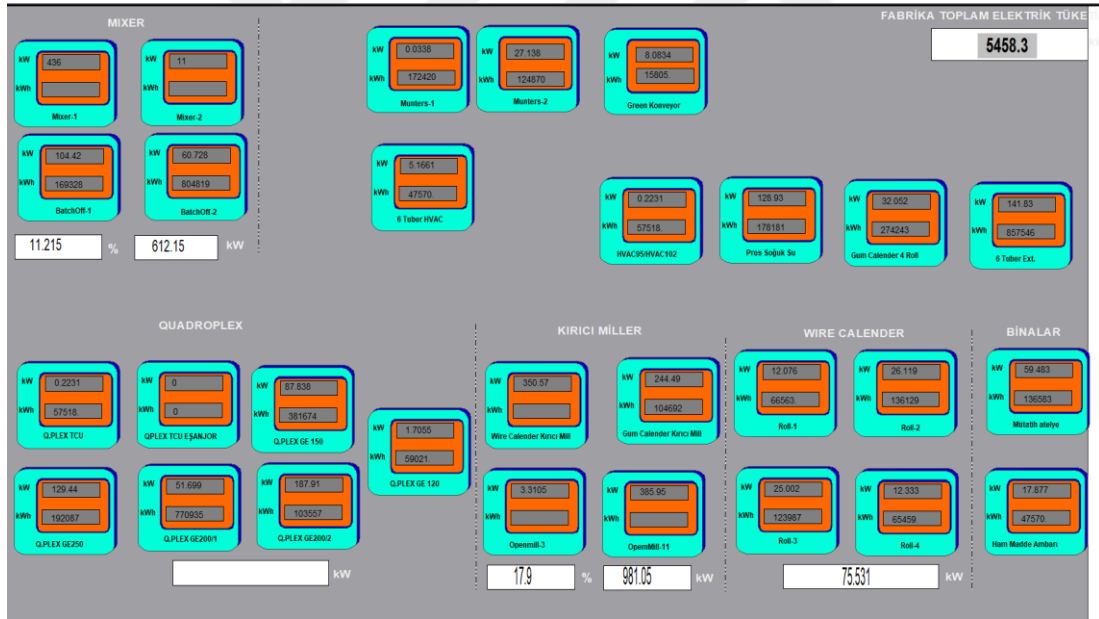 MIXER
FABRİKA TOPLAM ELEKTRİK TÜKE
5458.3
kW 436
kWh
Mixer-1
kW 11
kWh
Mixer-2
kW 0.0338
kWh 172420
Munters-1
kW 27.138
kWh 124870
Munters-2
kW 8.0834
kWh 15805.
Green Konveyor
kW 104.42
kWh 169328
BatchOff-1
kW 60.728
kWh 804819
BatchOff-2
kW 5.1661
kWh 47570.
6 Tuber HVAC
kW 0.2231
kWh 57518.
HVAC95/HVAC102
kW 128.93
kWh 178181
Pres Soğuk Su
kW 32.052
kWh 274243
Gum Calender 4 Roll
kW 141.83
kWh 857546
6 Tuber Ext.
11.215 %
612.15 kW
QUADROPLEX
kW 0.2231
kWh 57518.
Q.PLEX TCU
kW 0
kWh 0
QPLEX TCU EŞANJOR
kW 87.838
kWh 381674
Q.PLEX GE 150
kW 1.7055
kWh 59021.
Q.PLEX GE 120
kW 129.44
kWh 192087
Q.PLEX GE250
kW 51.699
kWh 770935
Q.PLEX GE200/1
kW 187.91
kWh 103557
Q.PLEX GE200/2
kW
KIRICI MİLLER
kW 350.57
kWh
Wire Calender Kırıcı Mill
kW 244.49
kWh 104692
Gum Calender Kırıcı Mill
kW 3.3105
kWh
Openmill-3
kW 385.95
kWh
OpemMill-11
17.9 %
981.05 kW
WIRE CALENDER
kW 12.076
kWh 66563.
Roll-1
kW 26.119
kWh 136129
Roll-2
kW 25.002
kWh 123987
Roll-3
kW 12.333
kWh 65459.
Roll-4
75.531 kW
BİNALAR
kW 59.483
kWh 136583
Mütatih atelye
kW 17.877
kWh 47570.
Ham Madde Ambarı